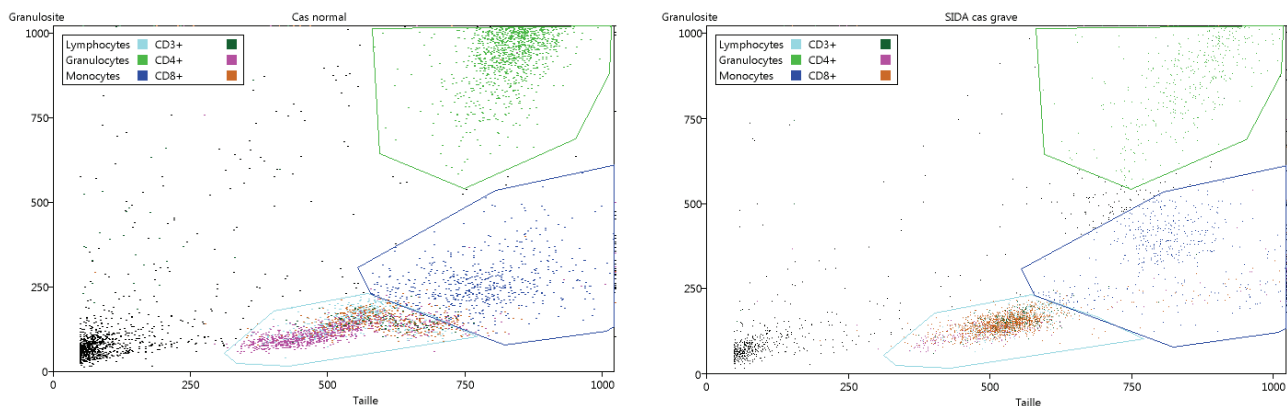 Cas normal
Granulosite
Lymphocytes CD3+
Granulocytes CD4+
Monocytes CD8+
1000
750
500
250
0
0 250 500 750 1000
Taille
SIDA cas grave
Granulosite
Lymphocytes CD3+
Granulocytes CD4+
Monocytes CD8+
1000
750
500
250
0
0 250 500 750 1000
Taille